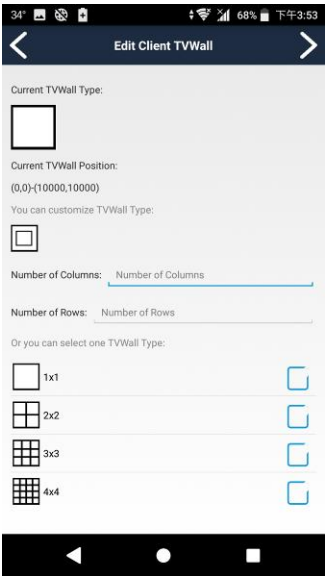 34°
68%
下午3:53
Edit Client TVWall
Current TVWall Type:
Current TVWall Position:
(0,0)-(10000,10000)
You can customize TVWall Type:
Number of Columns: Number of Columns
Number of Rows: Number of Rows
Or you can select one TVWall Type:
1x1
2x2
3x3
4x4